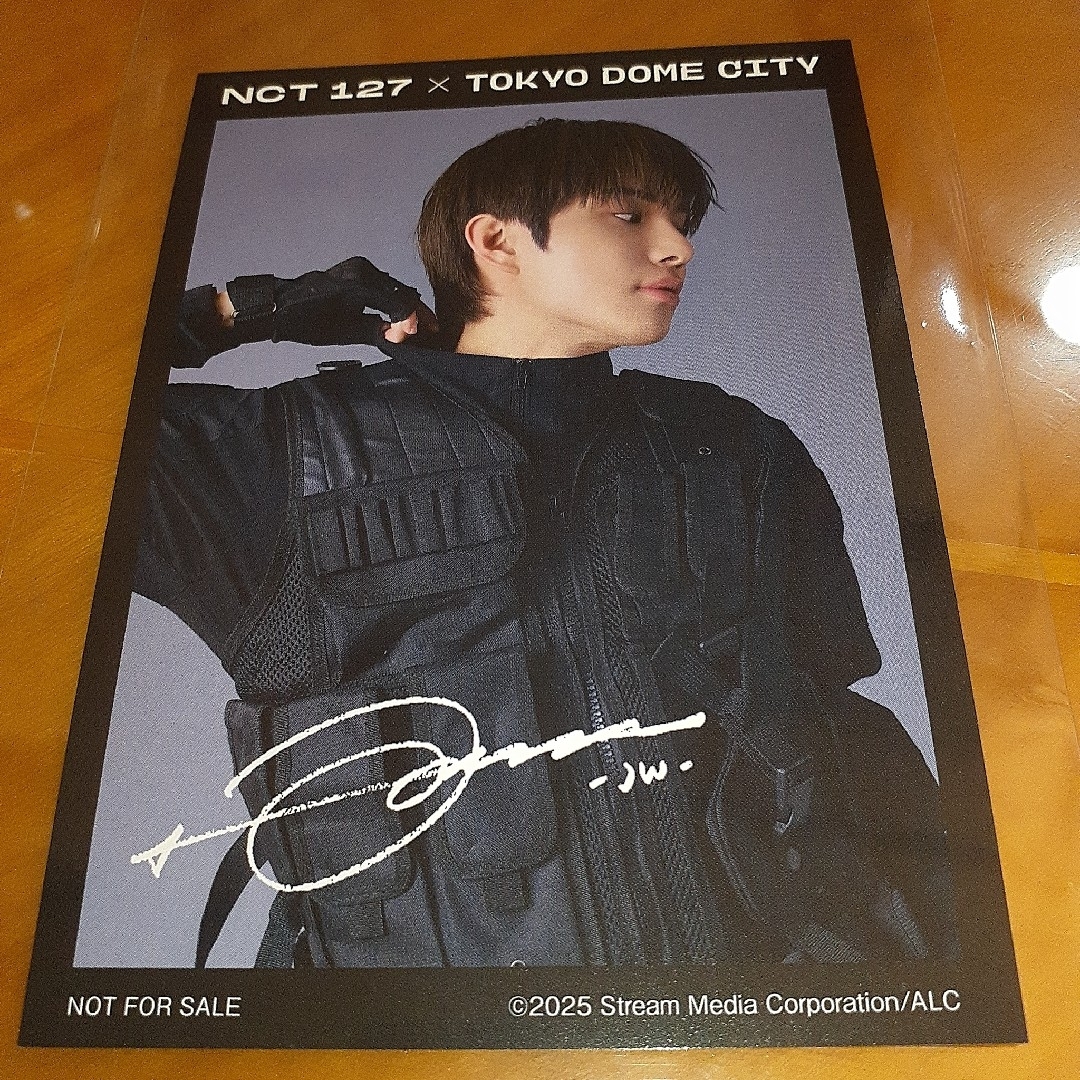 NCT 127 × TOKYO DOME CITY
-JW-
NOT FOR SALE
©2025 Stream Media Corporation/ALC